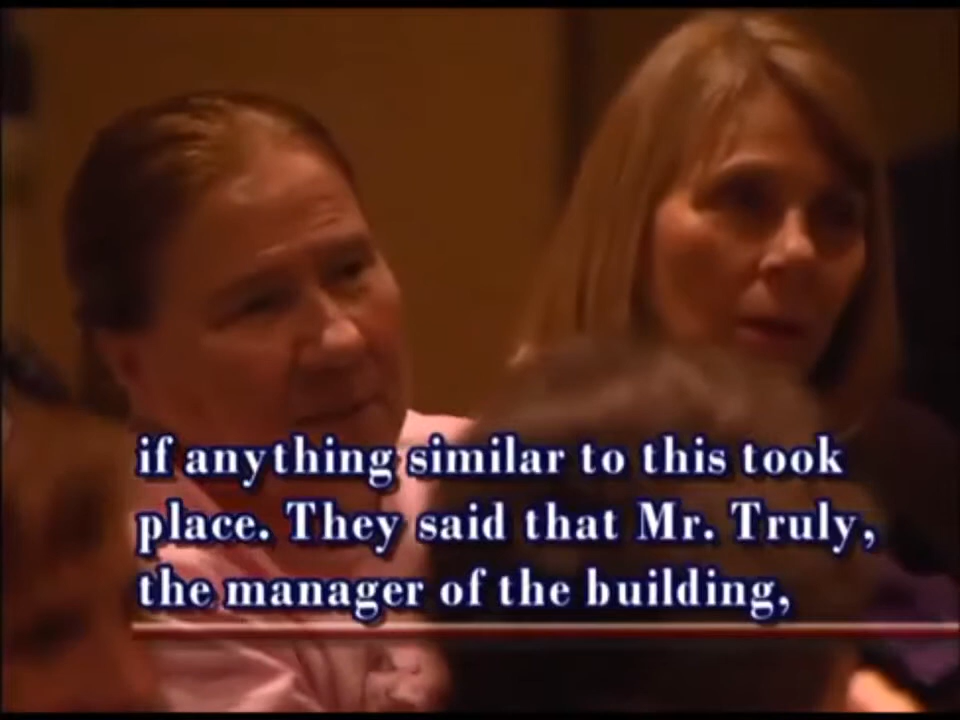 if anything similar to this took
place. They said that Mr. Truly,
the manager of the building,